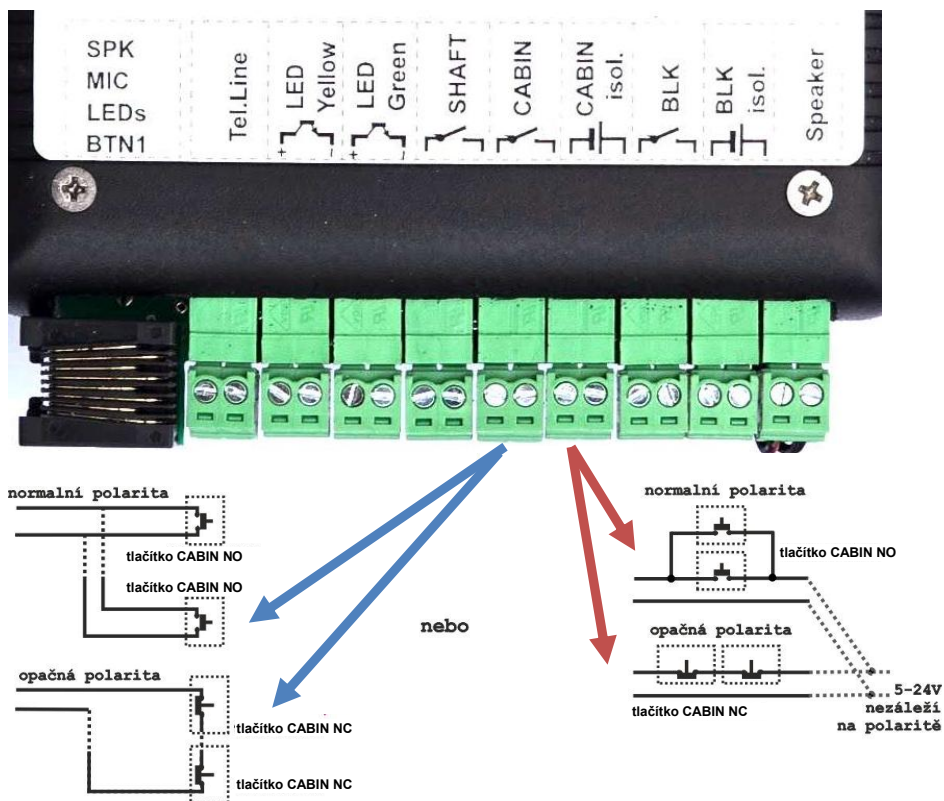 SPK
MIC
LEDs
BTN1
Tel.Line
LED
Yellow
+ -
LED
Green
+ -
SHAFT
CABIN
CABIN
isol.
BLK
BLK
isol.
Speaker
normalní polarita
tlačítko CABIN NO
tlačítko CABIN NO
opačná polarita
tlačítko CABIN NC
tlačítko CABIN NC
nebo
normalní polarita
tlačítko CABIN NO
opačná polarita
tlačítko CABIN NC
5-24V
nezáleží
na polaritě